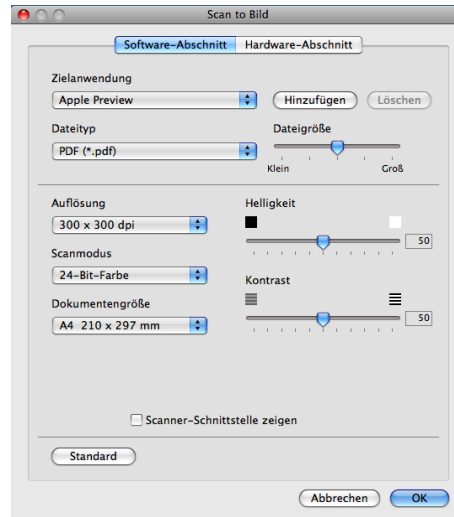 Scan to Bild
Software-Abschnitt Hardware-Abschnitt
Zielanwendung
Apple Preview Hinzufügen Löschen
Dateityp Dateigröße
PDF (*.pdf)
Klein Groß
Auflösung Helligkeit
300 x 300 dpi
50
Scanmodus
24-Bit-Farbe
Kontrast
Dokumentengröße
A4 210 x 297 mm 50
Scanner-Schnittstelle zeigen
Standard
Abbrechen OK